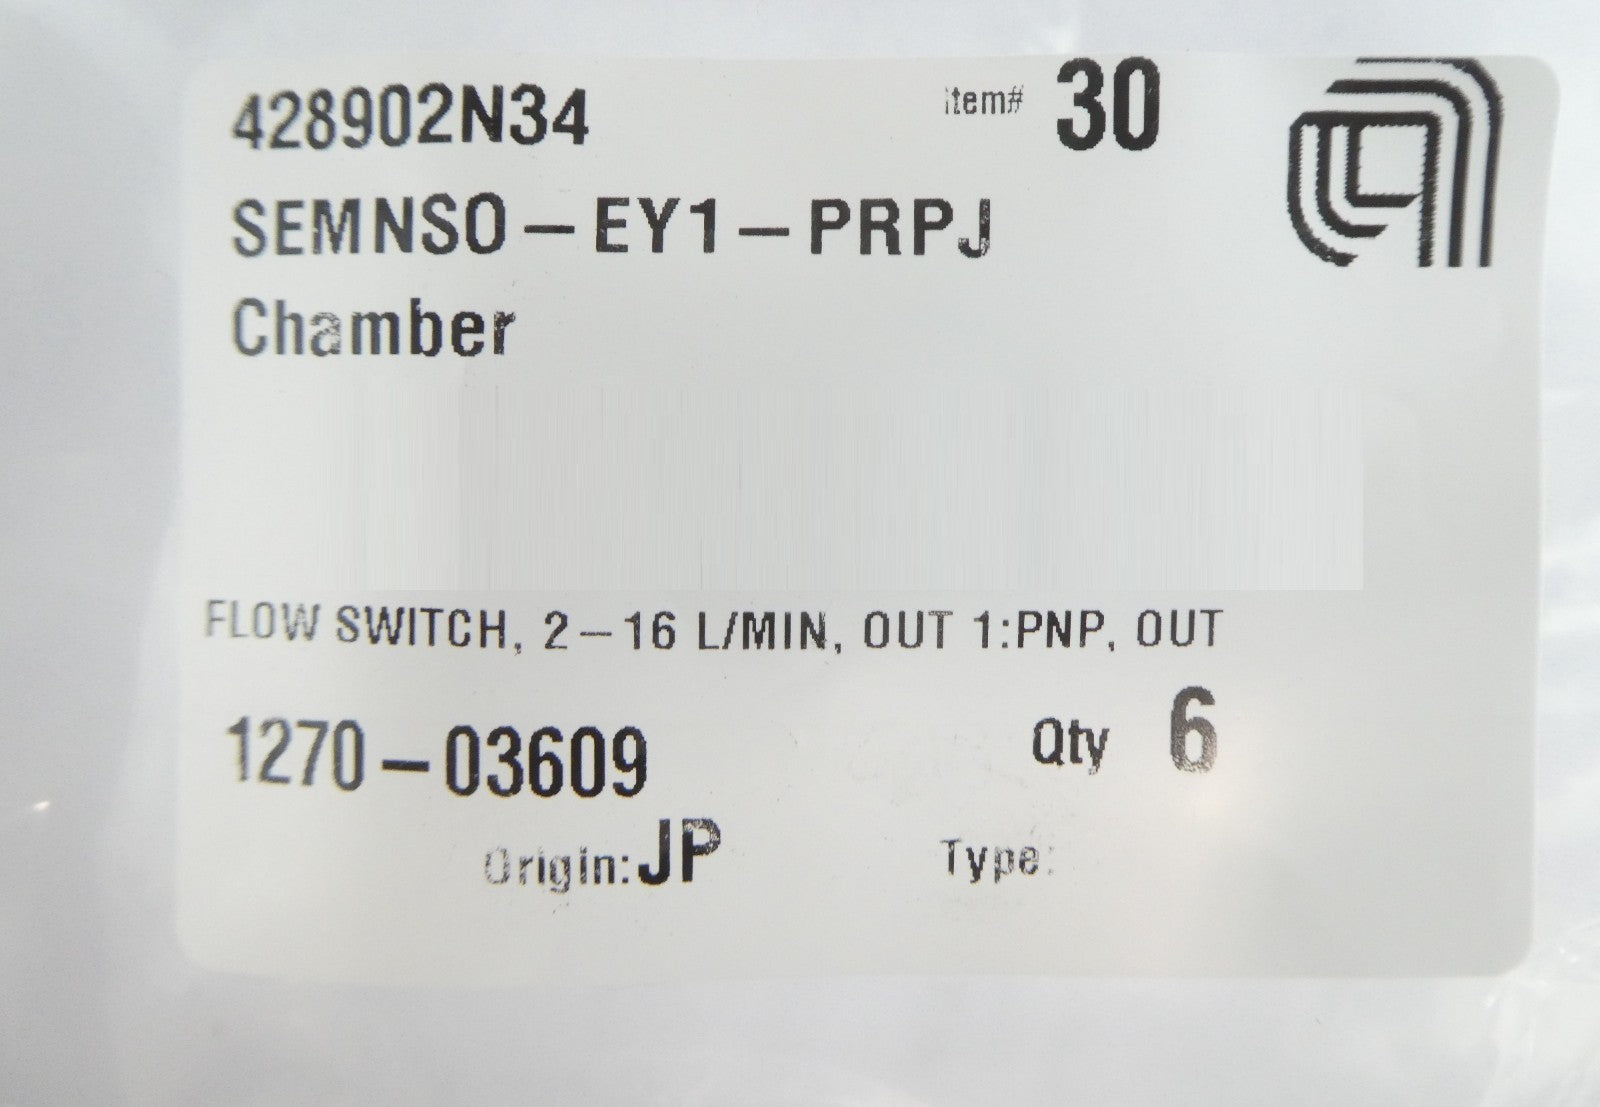 428902N34 Item# 30
SEMNSO-EY1-PRPJ
Chamber
FLOW SWITCH, 2-16 L/MIN, OUT 1:PNP, OUT
1270-03609 Qty 6
Origin: JP Type: